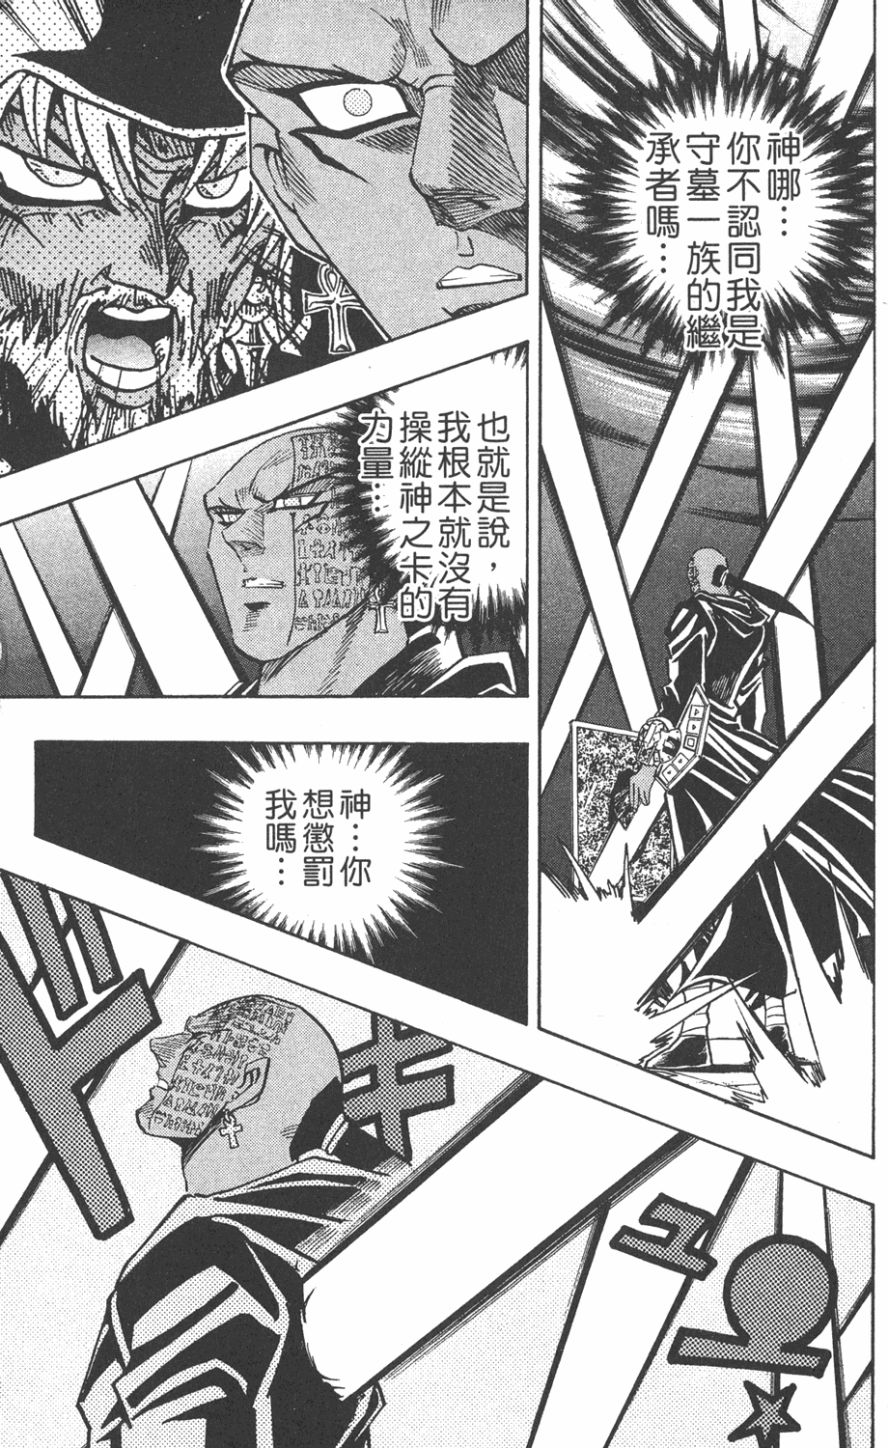 神哪…
你不認同我是
守墓一族的繼
承者嗎…
也就是說，
我根本就沒有
操縱神之卡的
力量…
神…你
想懲罰
我嗎…